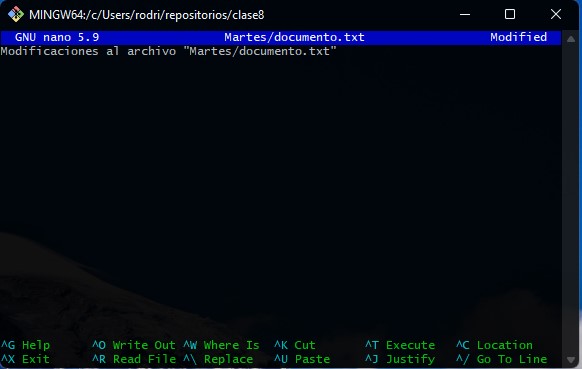 MINGW64:/c/Users/rodri/repositorios/clase8
GNU nano 5.9 Martes/documento.txt Modified
Modificaciones al archivo "Martes/documento.txt"
^G Help ^O Write Out ^W Where Is ^K Cut ^T Execute ^C Location
^X Exit ^R Read File ^\ Replace ^U Paste ^J Justify ^/ Go To Line